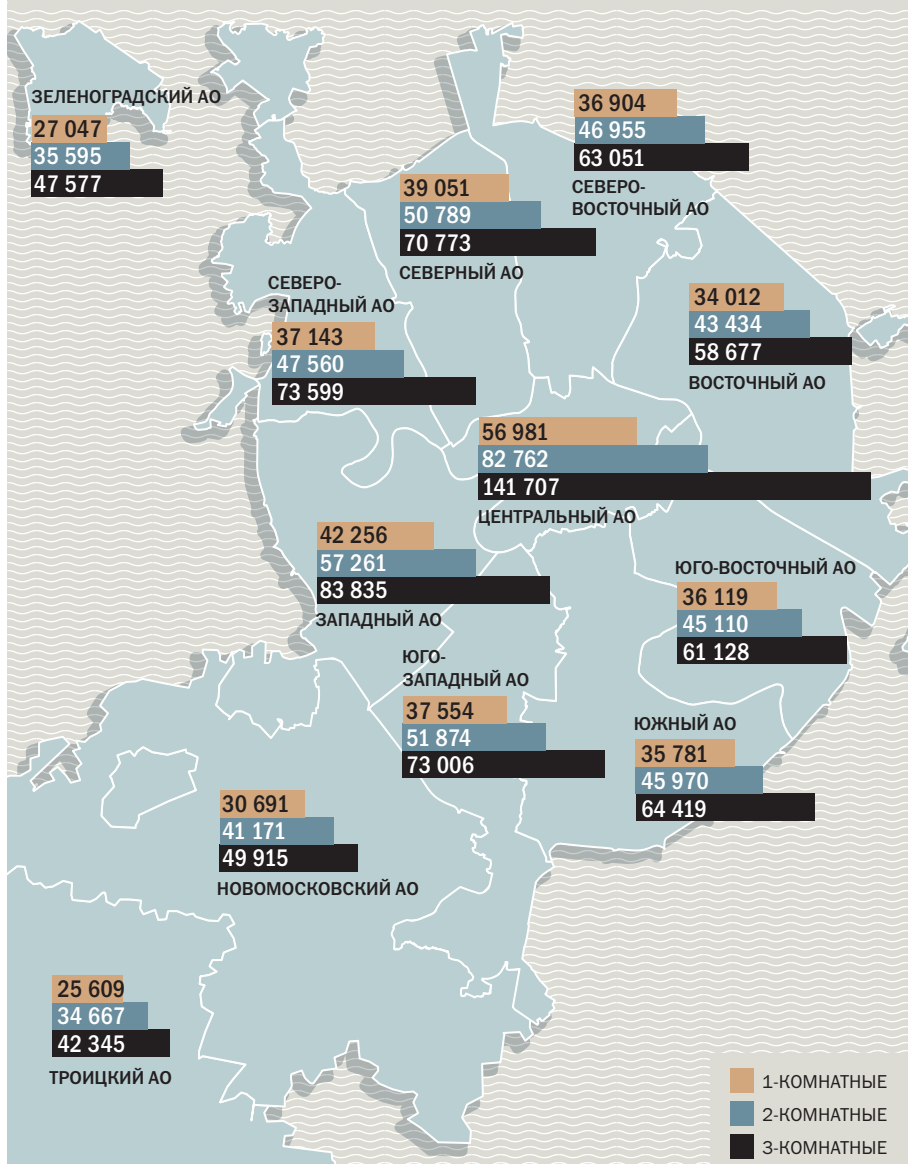 ЗЕЛЕНОГРАДСКИЙ АО
27 047
35 595
47 577
36 904
46 955
63 051
СЕВЕРО-
ВОСТОЧНЫЙ АО
39 051
50 789
70 773
СЕВЕРНЫЙ АО
СЕВЕРО-
ЗАПАДНЫЙ АО
37 143
47 560
73 599
34 012
43 434
58 677
ВОСТОЧНЫЙ АО
56 981
82 762
141 707
ЦЕНТРАЛЬНЫЙ АО
42 256
57 261
83 835
ЗАПАДНЫЙ АО
ЮГО-ВОСТОЧНЫЙ АО
36 119
45 110
61 128
ЮГО-
ЗАПАДНЫЙ АО
37 554
51 874
73 006
ЮЖНЫЙ АО
35 781
45 970
64 419
30 691
41 171
49 915
НОВОМОСКОВСКИЙ АО
25 609
34 667
42 345
ТРОИЦКИЙ АО
1-КОМНАТНЫЕ
2-КОМНАТНЫЕ
3-КОМНАТНЫЕ